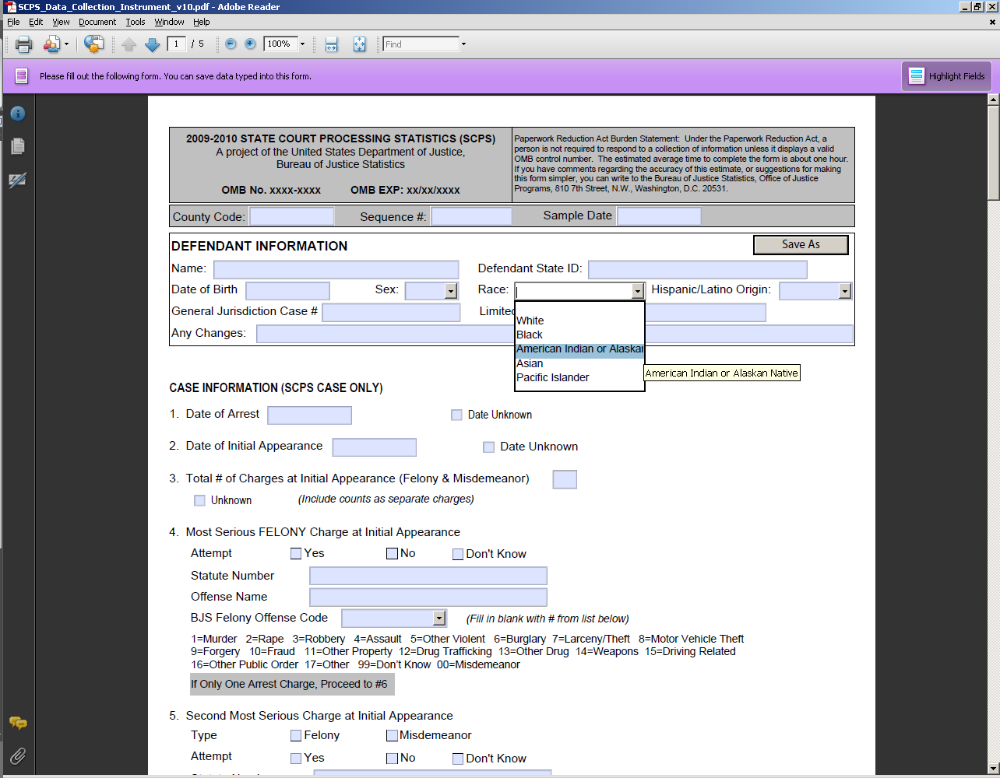 SCPS_Data_Collection_Instrument_v10.pdf - Adobe Reader
File Edit View Document Tools Window Help
1 / 5 100% Find
Please fill out the following form. You can save data typed into this form.
Highlight Fields
2009-2010 STATE COURT PROCESSING STATISTICS (SCPS)
A project of the United States Department of Justice,
Bureau of Justice Statistics
OMB No. xxxx-xxxx OMB EXP: xx/xx/xxxx
Paperwork Reduction Act Burden Statement: Under the Paperwork Reduction Act, a
person is not required to respond to a collection of information unless it displays a valid
OMB control number. The estimated average time to complete the form is about one hour.
If you have comments regarding the accuracy of this estimate, or suggestions for making
this form simpler, you can write to the Bureau of Justice Statistics, Office of Justice
Programs, 810 7th Street, N.W., Washington, D.C. 20531.
County Code: Sequence #: Sample Date
DEFENDANT INFORMATION
Save As
Name: Defendant State ID:
Date of Birth Sex: Race: Hispanic/Latino Origin:
General Jurisdiction Case # Limited
Any Changes:
White
Black
American Indian or Alaskan
Asian
Pacific Islander
American Indian or Alaskan Native
CASE INFORMATION (SCPS CASE ONLY)
1. Date of Arrest Date Unknown
2. Date of Initial Appearance Date Unknown
3. Total # of Charges at Initial Appearance (Felony & Misdemeanor)
Unknown (Include counts as separate charges)
4. Most Serious FELONY Charge at Initial Appearance
Attempt Yes No Don't Know
Statute Number
Offense Name
BJS Felony Offense Code (Fill in blank with # from list below)
1=Murder 2=Rape 3=Robbery 4=Assault 5=Other Violent 6=Burglary 7=Larceny/Theft 8=Motor Vehicle Theft
9=Forgery 10=Fraud 11=Other Property 12=Drug Trafficking 13=Other Drug 14=Weapons 15=Driving Related
16=Other Public Order 17=Other 99=Don't Know 00=Misdemeanor
If Only One Arrest Charge, Proceed to #6
5. Second Most Serious Charge at Initial Appearance
Type Felony Misdemeanor
Attempt Yes No Don't Know